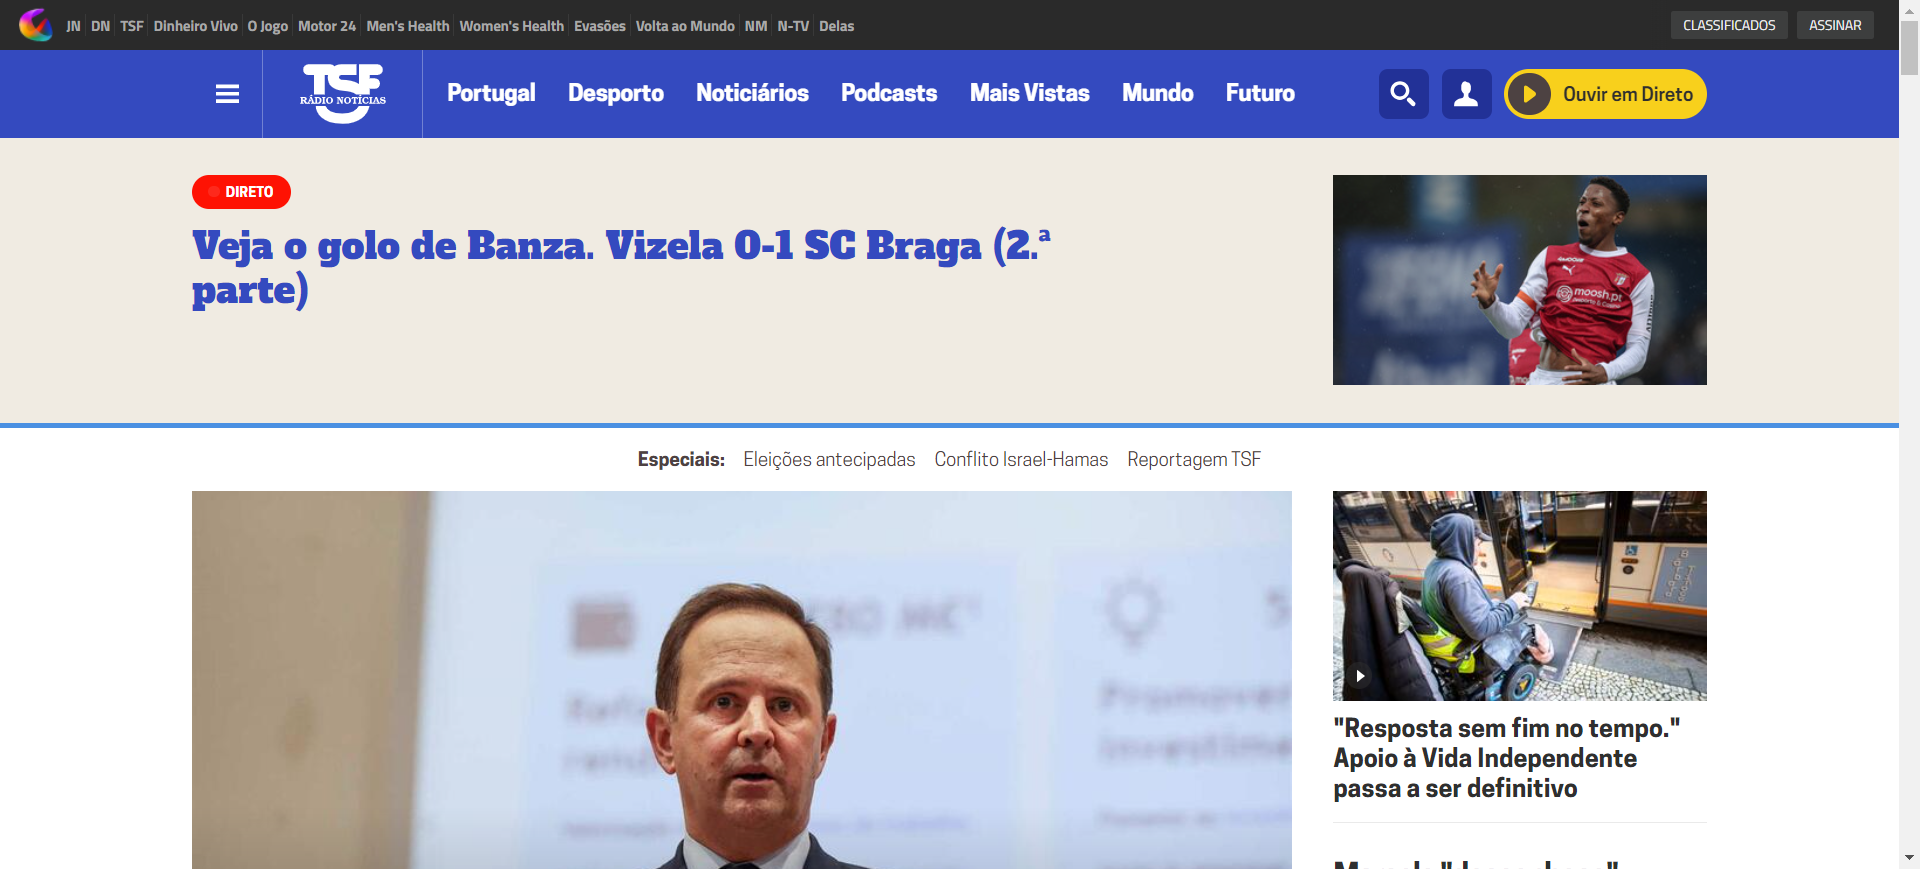 JN DN TSF Dinheiro Vivo O Jogo Motor 24 Men's Health Women's Health Evasões Volta ao Mundo NM N-TV Delas
CLASSIFICADOS ASSINAR
TSF
RÁDIO NOTÍCIAS
Portugal Desporto Noticiários Podcasts Mais Vistas Mundo Futuro
Ouvir em Direto
DIRETO
Veja o golo de Banza. Vizela 0-1 SC Braga (2.ª
parte)
moosh.pt
Especiais: Eleições antecipadas Conflito Israel-Hamas Reportagem TSF
"Resposta sem fim no tempo."
Apoio à Vida Independente
passa a ser definitivo